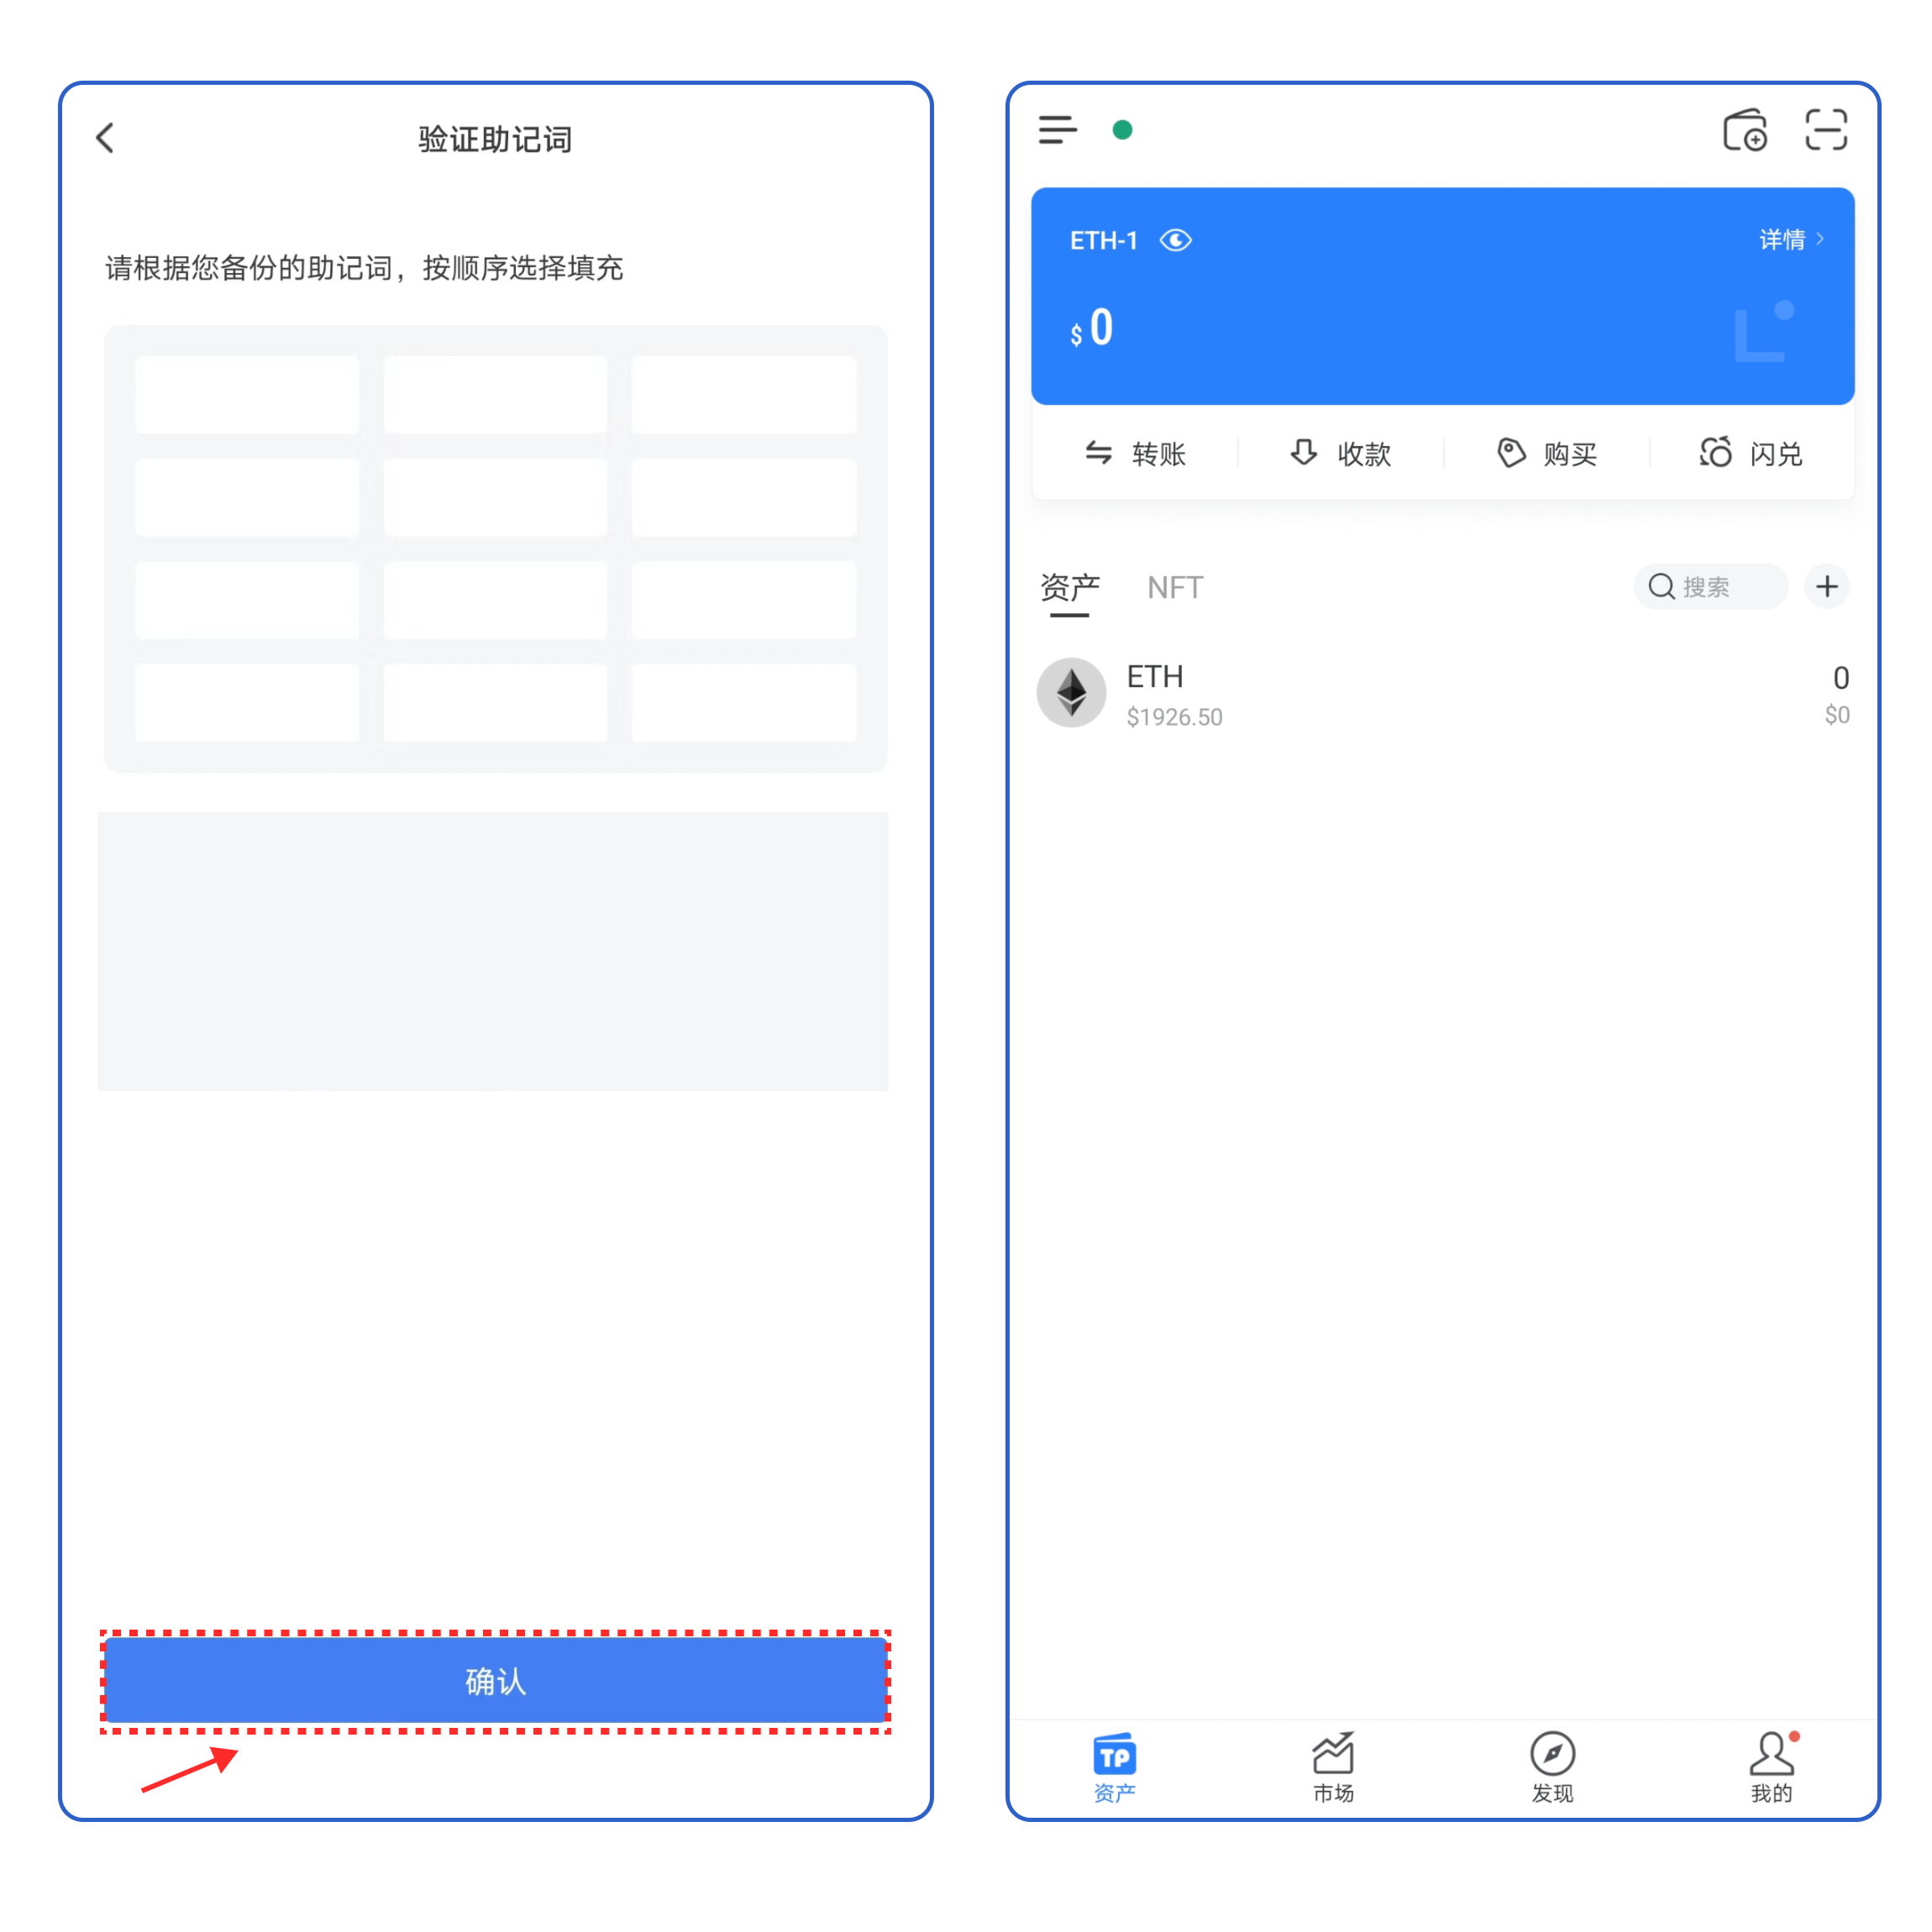 验证助记词
请根据您备份的助记词，按顺序选择填充
确认
ETH-1
详情 >
$ 0
转账
收款
购买
闪兑
资产
NFT
搜索
ETH
0
$1926.50
$0
TP
资产
市场
发现
我的